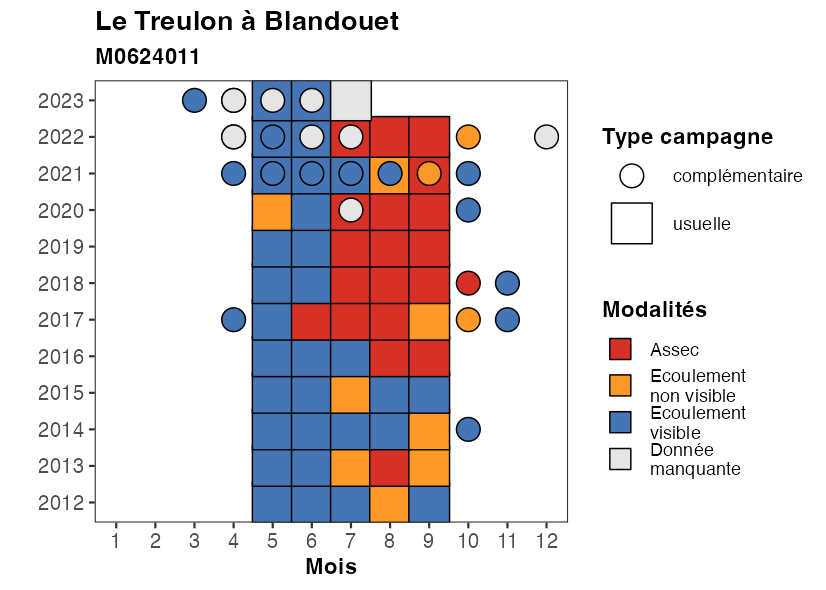 Le Treulon à Blandouet
M0624011
2023
2022
2021
2020
2019
2018
2017
2016
2015
2014
2013
2012
1 2 3 4 5 6 7 8 9 10 11 12
Mois
Type campagne
complémentaire
usuelle
Modalités
Assec
Ecoulement
non visible
Ecoulement
visible
Donnée
manquante